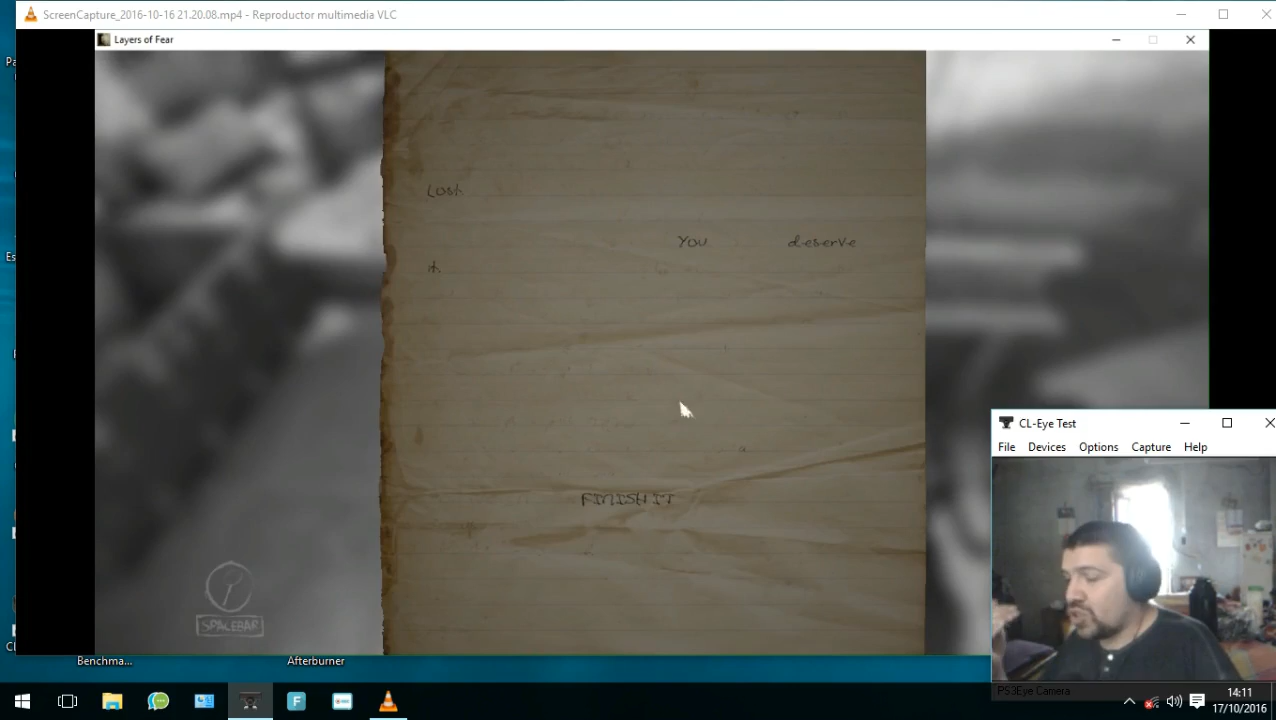 ScreenCapture_2016-10-16 21.20.08.mp4 - Reproductor multimedia VLC
Layers of Fear
Lost
You deserve
it.
FINISH IT
SPACEBAR
CL-Eye Test
File Devices Options Capture Help
PS3Eye Camera
Benchma...
Afterburner
14:11
17/10/2016